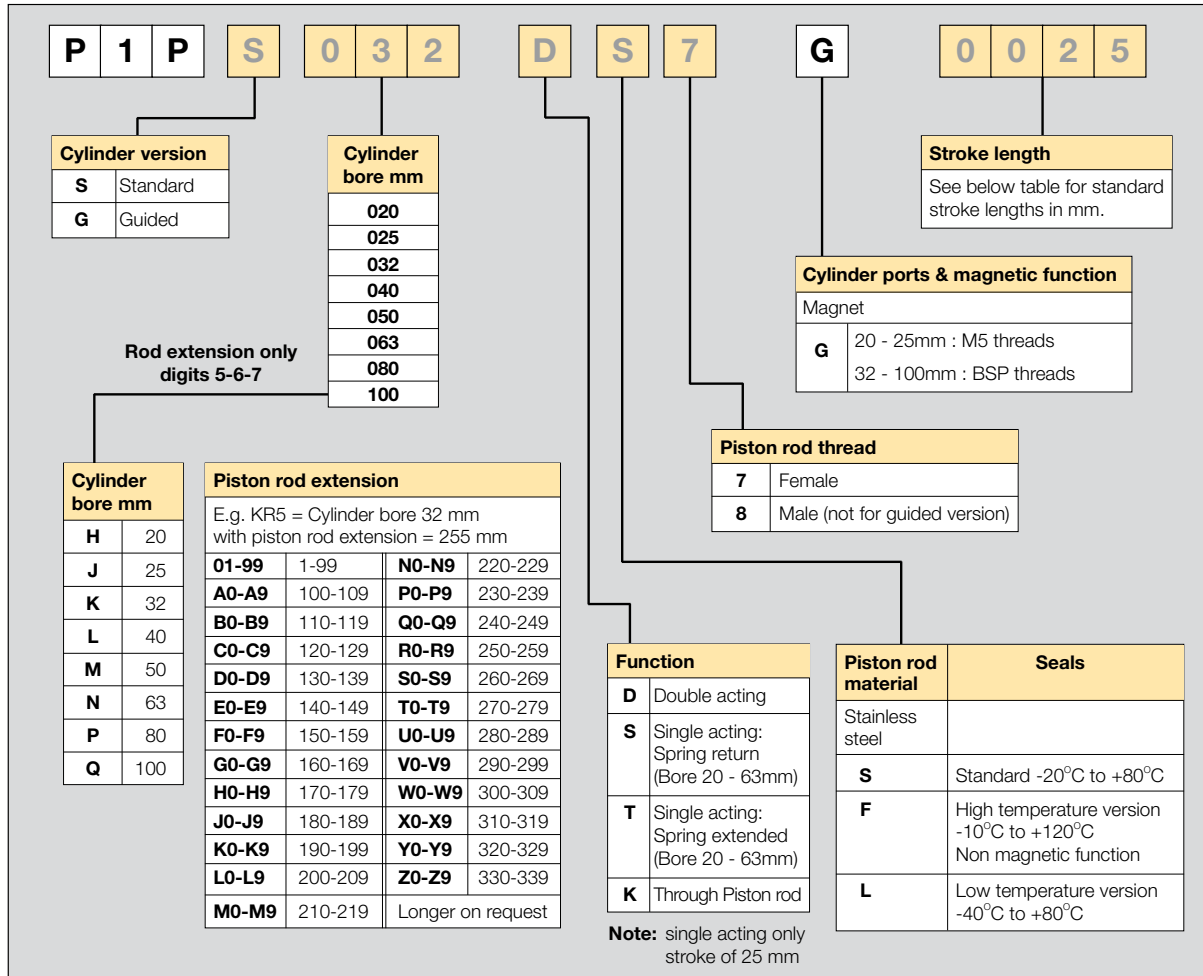 P 1 P S 0 3 2 D S 7 G 0 0 2 5
Cylinder version
S Standard
G Guided
Cylinder
bore mm
020
025
032
040
050
063
080
100
Stroke length
See below table for standard
stroke lengths in mm.
Cylinder ports & magnetic function
Magnet
G 20 - 25mm : M5 threads
32 - 100mm : BSP threads
Rod extension only
digits 5-6-7
Piston rod thread
7 Female
8 Male (not for guided version)
Cylinder
bore mm
H 20
J 25
K 32
L 40
M 50
N 63
P 80
Q 100
Piston rod extension
E.g. KR5 = Cylinder bore 32 mm
with piston rod extension = 255 mm
01-99 1-99 N0-N9 220-229
A0-A9 100-109 P0-P9 230-239
B0-B9 110-119 Q0-Q9 240-249
C0-C9 120-129 R0-R9 250-259
D0-D9 130-139 S0-S9 260-269
E0-E9 140-149 T0-T9 270-279
F0-F9 150-159 U0-U9 280-289
G0-G9 160-169 V0-V9 290-299
H0-H9 170-179 W0-W9 300-309
J0-J9 180-189 X0-X9 310-319
K0-K9 190-199 Y0-Y9 320-329
L0-L9 200-209 Z0-Z9 330-339
M0-M9 210-219 Longer on request
Function
D Double acting
S Single acting:
Spring return
(Bore 20 - 63mm)
T Single acting:
Spring extended
(Bore 20 - 63mm)
K Through Piston rod
Note: single acting only
stroke of 25 mm
Piston rod
material
Seals
Stainless
steel
S Standard -20°C to +80°C
F High temperature version
-10°C to +120°C
Non magnetic function
L Low temperature version
-40°C to +80°C